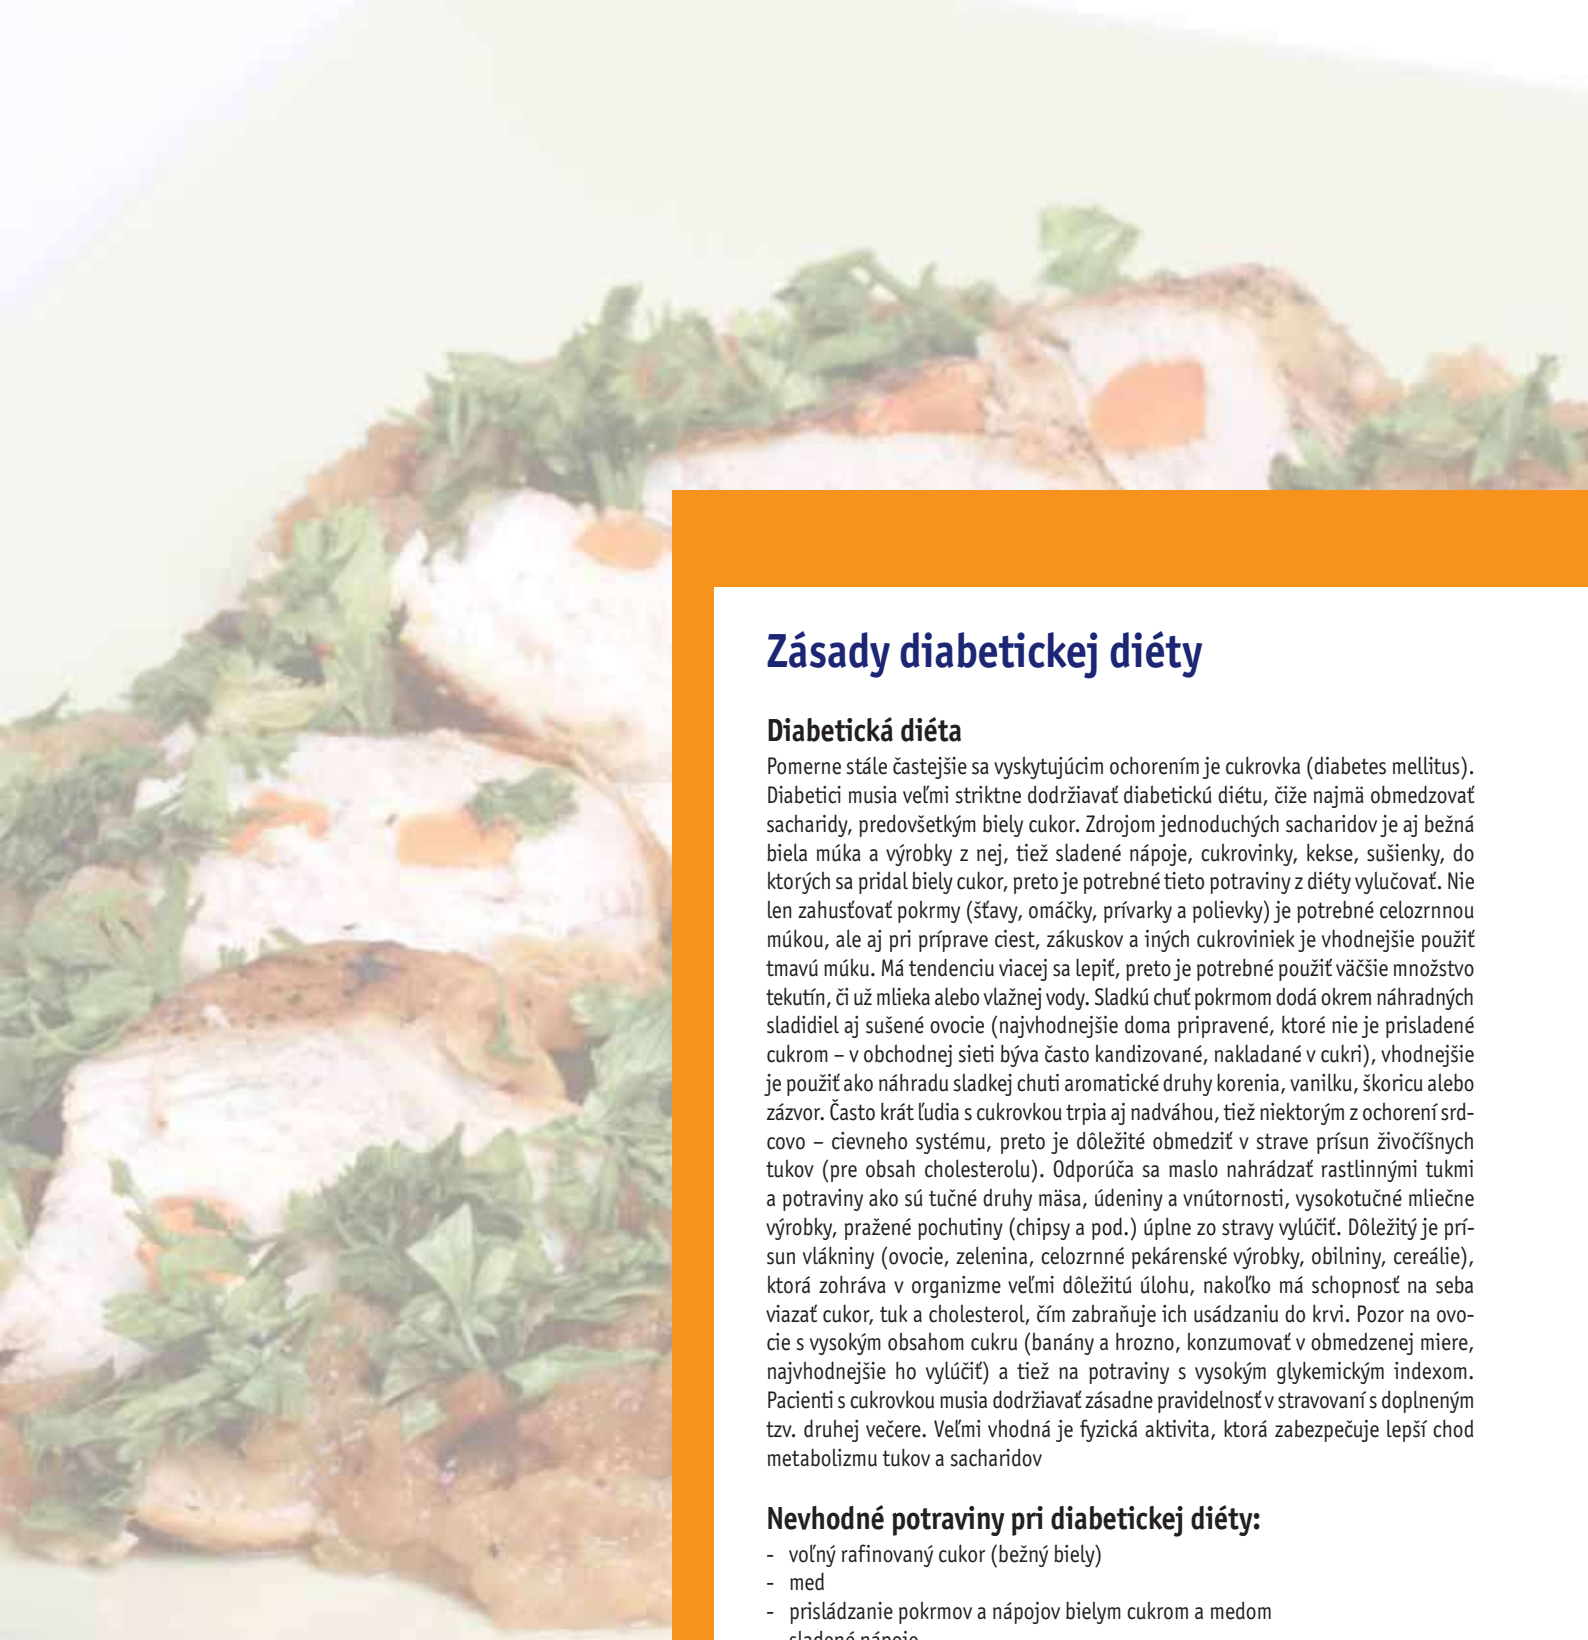 Zásady diabetickej diéty
Diabetická diéta
Pomerne stále častejšie sa vyskytujúcim ochorením je cukrovka (diabetes mellitus).
Diabetici musia veľmi striktne dodržiavať diabetickú diétu, čiže najmä obmedzovať
sacharidy, predovšetkým biely cukor. Zdrojom jednoduchých sacharidov je aj bežná
biela múka a výrobky z nej, tiež sladené nápoje, cukrovinky, kekse, sušienky, do
ktorých sa pridal biely cukor, preto je potrebné tieto potraviny z diéty vylučovať. Nie
len zahusťovať pokrmy (šťavy, omáčky, prívarky a polievky) je potrebné celozrnnou
múkou, ale aj pri príprave ciest, zákuskov a iných cukroviniek je vhodnejšie použiť
tmavú múku. Má tendenciu viacej sa lepiť, preto je potrebné použiť väčšie množstvo
tekutín, či už mlieka alebo vlažnej vody. Sladkú chuť pokrmom dodá okrem náhradných
sladidiel aj sušené ovocie (najvhodnejšie doma pripravené, ktoré nie je prisladené
cukrom – v obchodnej sieti býva často kandizované, nakladané v cukri), vhodnejšie
je použiť ako náhradu sladkej chuti aromatické druhy korenia, vanilku, škoricu alebo
zázvor. Často krát ľudia s cukrovkou trpia aj nadváhou, tiež niektorým z ochorení srd-
covo – cievneho systému, preto je dôležité obmedziť v strave prísun živočíšnych
tukov (pre obsah cholesterolu). Odporúča sa maslo nahrádzať rastlinnými tukmi
a potraviny ako sú tučné druhy mäsa, údeniny a vnútornosti, vysokotučné mliečne
výrobky, pražené pochutiny (chipsy a pod.) úplne zo stravy vylúčiť. Dôležitý je prí-
sun vlákniny (ovocie, zelenina, celozrnné pekárenské výrobky, obilniny, cereálie),
ktorá zohráva v organizme veľmi dôležitú úlohu, nakoľko má schopnosť na seba
viazať cukor, tuk a cholesterol, čím zabraňuje ich usádzaniu do krvi. Pozor na ovo-
cie s vysokým obsahom cukru (banány a hrozno, konzumovať v obmedzenej miere,
najvhodnejšie ho vylúčiť) a tiež na potraviny s vysokým glykemickým indexom.
Pacienti s cukrovkou musia dodržiavať zásadne pravidelnosť v stravovaní s doplneným
tzv. druhej večere. Veľmi vhodná je fyzická aktivita, ktorá zabezpečuje lepší chod
metabolizmu tukov a sacharidov
Nevhodné potraviny pri diabetickej diéty:
- voľný rafinovaný cukor (bežný biely)
- med
- prisládzanie pokrmov a nápojov bielym cukrom a medom
sladené nápoje